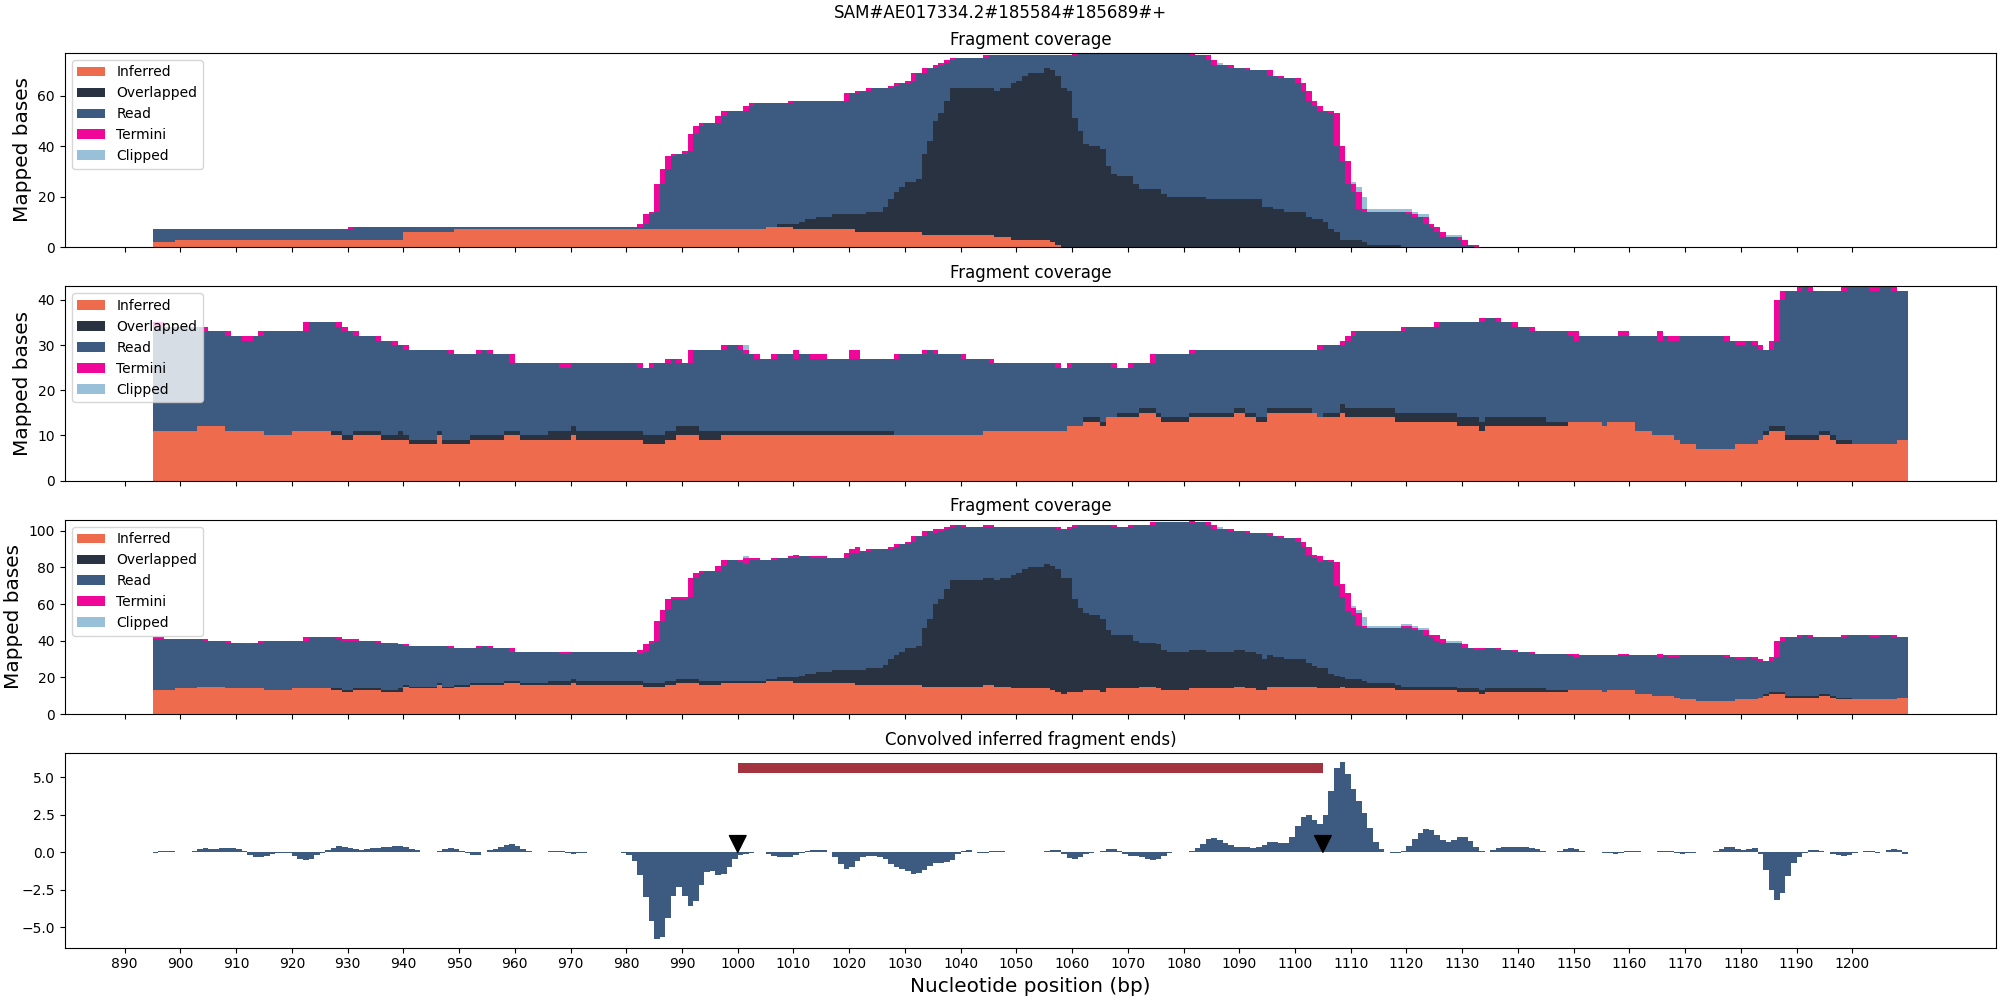 SAM#AE017334.2#185584#185689#+
Fragment coverage
Mapped bases
60
40
20
0
Inferred
Overlapped
Read
Termini
Clipped
Fragment coverage
Mapped bases
40
30
20
10
0
Inferred
Overlapped
Read
Termini
Clipped
Fragment coverage
Mapped bases
100
80
60
40
20
0
Inferred
Overlapped
Read
Termini
Clipped
Convolved inferred fragment ends)
5.0
2.5
0.0
−2.5
−5.0
890 900 910 920 930 940 950 960 970 980 990 1000 1010 1020 1030 1040 1050 1060 1070 1080 1090 1100 1110 1120 1130 1140 1150 1160 1170 1180 1190 1200
Nucleotide position (bp)